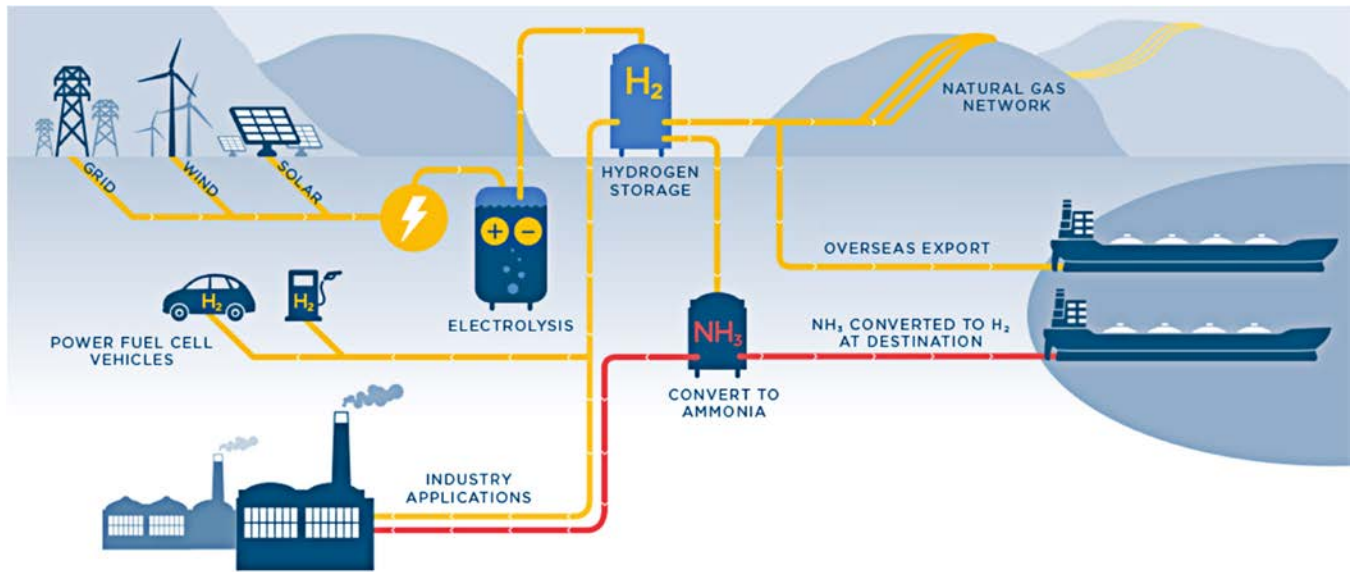 H₂
NATURAL GAS
NETWORK
GRID
WIND
SOLAR
HYDROGEN
STORAGE
+ −
OVERSEAS EXPORT
H₂
H₂
ELECTROLYSIS
POWER FUEL CELL
VEHICLES
NH₃
NH₃ CONVERTED TO H₂
AT DESTINATION
CONVERT TO
AMMONIA
INDUSTRY
APPLICATIONS